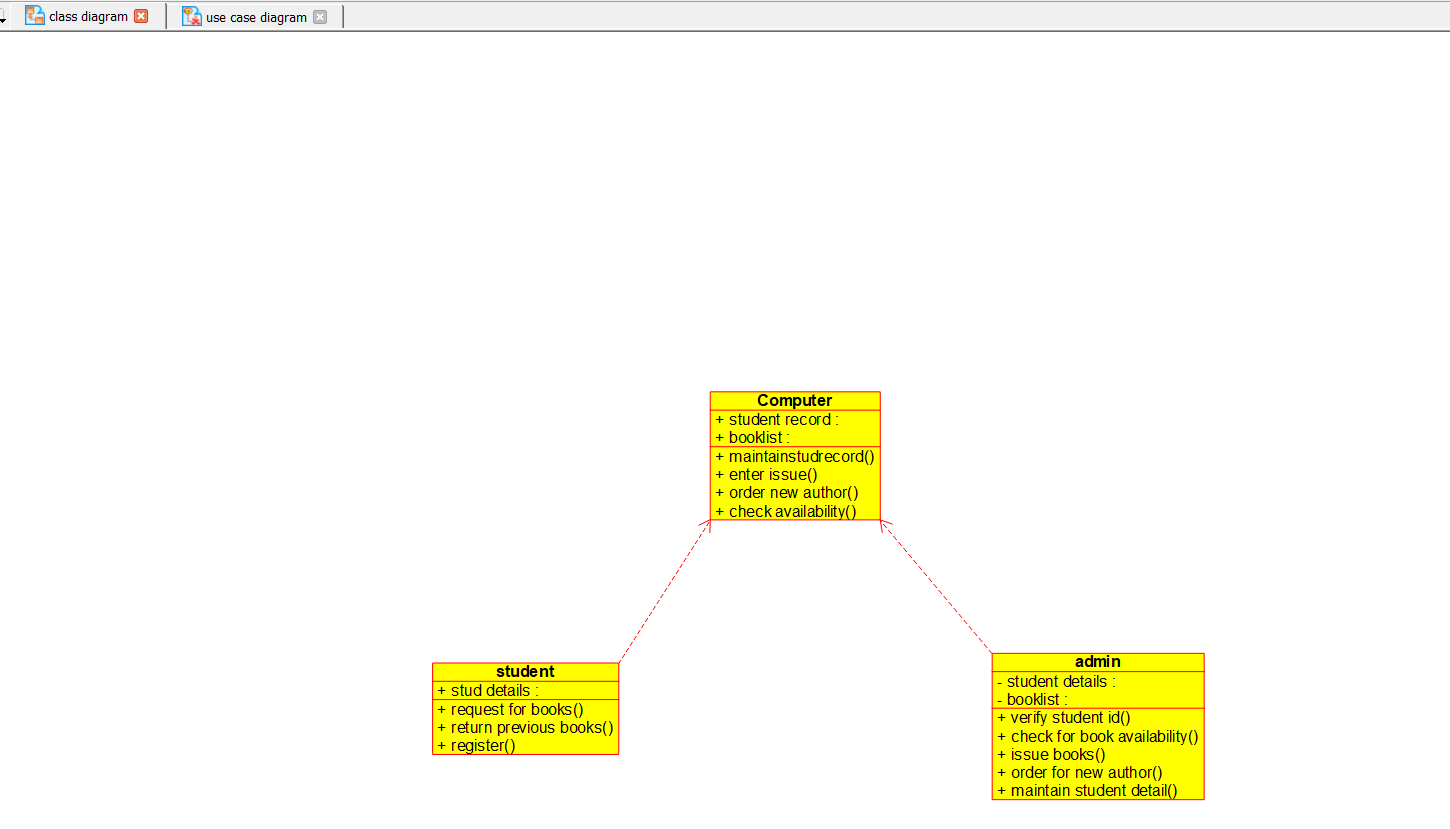 class diagram
use case diagram
Computer
+ student record :
+ booklist :
+ maintainstudrecord()
+ enter issue()
+ order new author()
+ check availability()
student
+ stud details :
+ request for books()
+ return previous books()
+ register()
admin
- student details :
- booklist :
+ verify student id()
+ check for book availability()
+ issue books()
+ order for new author()
+ maintain student detail()